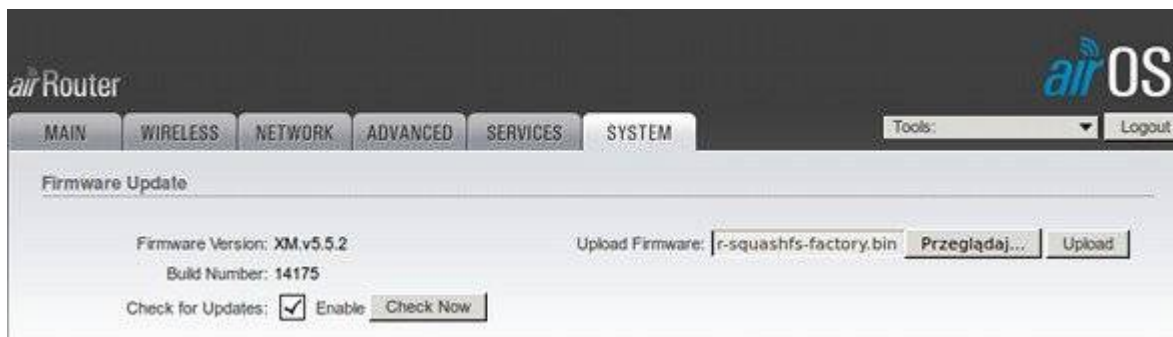 air Router
air OS
MAIN WIRELESS NETWORK ADVANCED SERVICES SYSTEM Tools: Logout
Firmware Update
Firmware Version: XM.v5.5.2 Upload Firmware: r-squashfs-factory.bin Przeglądaj... Upload
Build Number: 14175
Check for Updates: Enable Check Now